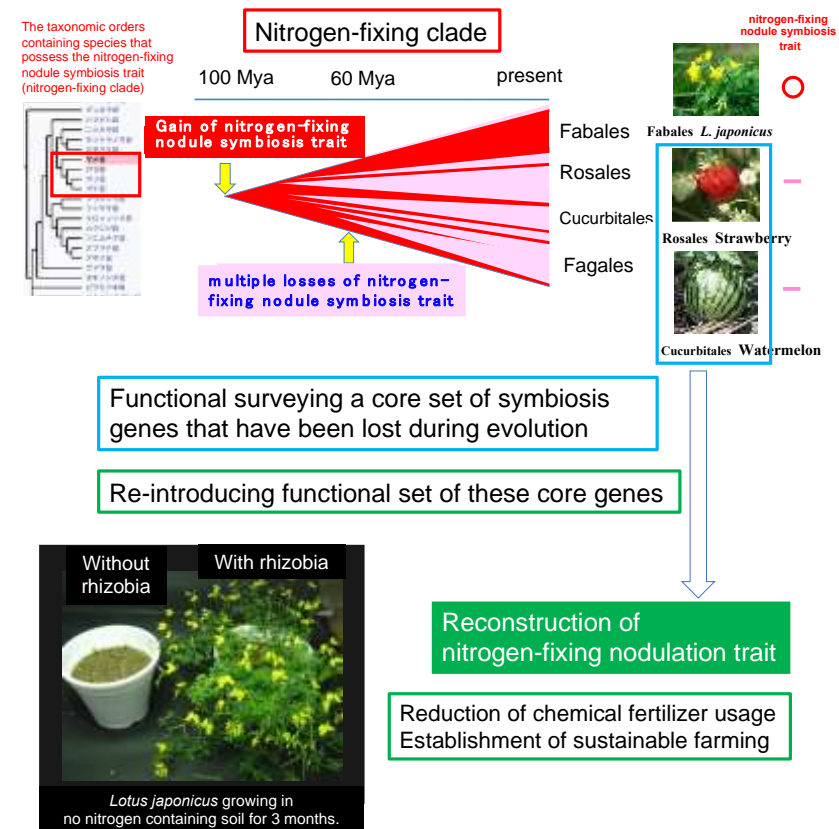 The taxonomic orders
containing species that
possess the nitrogen-fixing
nodule symbiosis trait
(nitrogen-fixing clade)
Nitrogen-fixing clade
nitrogen-fixing
nodule symbiosis
trait
100 Mya
60 Mya
present
Gain of nitrogen-fixing
nodule symbiosis trait
multiple losses of nitrogen-
fixing nodule symbiosis trait
Fabales
Rosales
Cucurbitales
Fagales
Fabales L. japonicus
Rosales Strawberry
Cucurbitales Watermelon
Functional surveying a core set of symbiosis
genes that have been lost during evolution
Re-introducing functional set of these core genes
Without
rhizobia
With rhizobia
Lotus japonicus growing in
no nitrogen containing soil for 3 months.
Reconstruction of
nitrogen-fixing nodulation trait
Reduction of chemical fertilizer usage
Establishment of sustainable farming